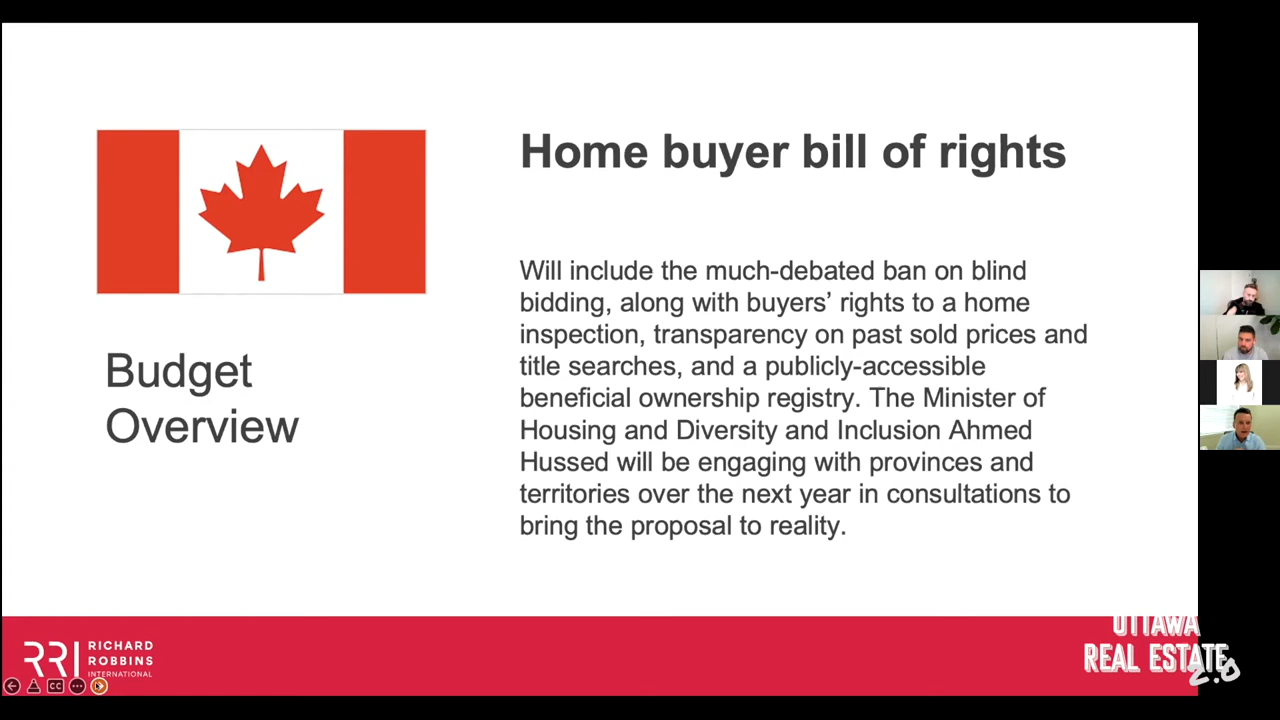 Home buyer bill of rights
Will include the much-debated ban on blind
bidding, along with buyers’ rights to a home
inspection, transparency on past sold prices and
title searches, and a publicly-accessible
beneficial ownership registry. The Minister of
Housing and Diversity and Inclusion Ahmed
Hussed will be engaging with provinces and
territories over the next year in consultations to
bring the proposal to reality.
Budget
Overview
RRI
RICHARD
ROBBINS
INTERNATIONAL
CC
OTTAWA
REAL ESTATE
2.0